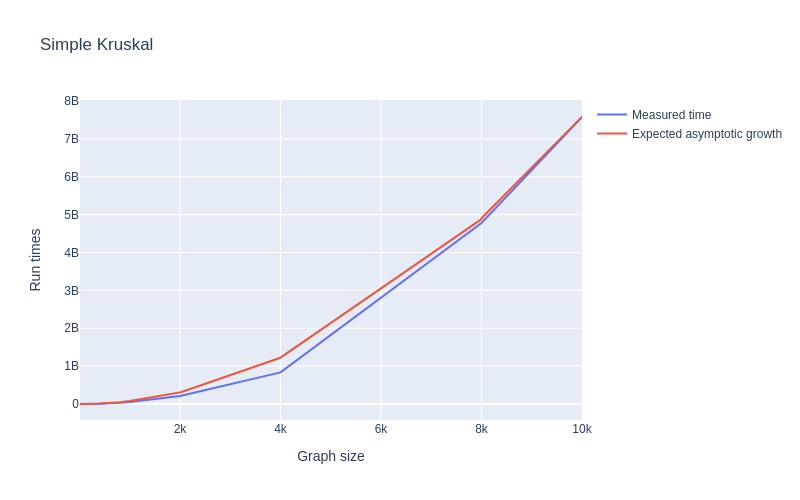 Simple Kruskal
Measured time
Expected asymptotic growth
8B
7B
6B
5B
4B
3B
2B
1B
0
Run times
2k
4k
6k
8k
10k
Graph size